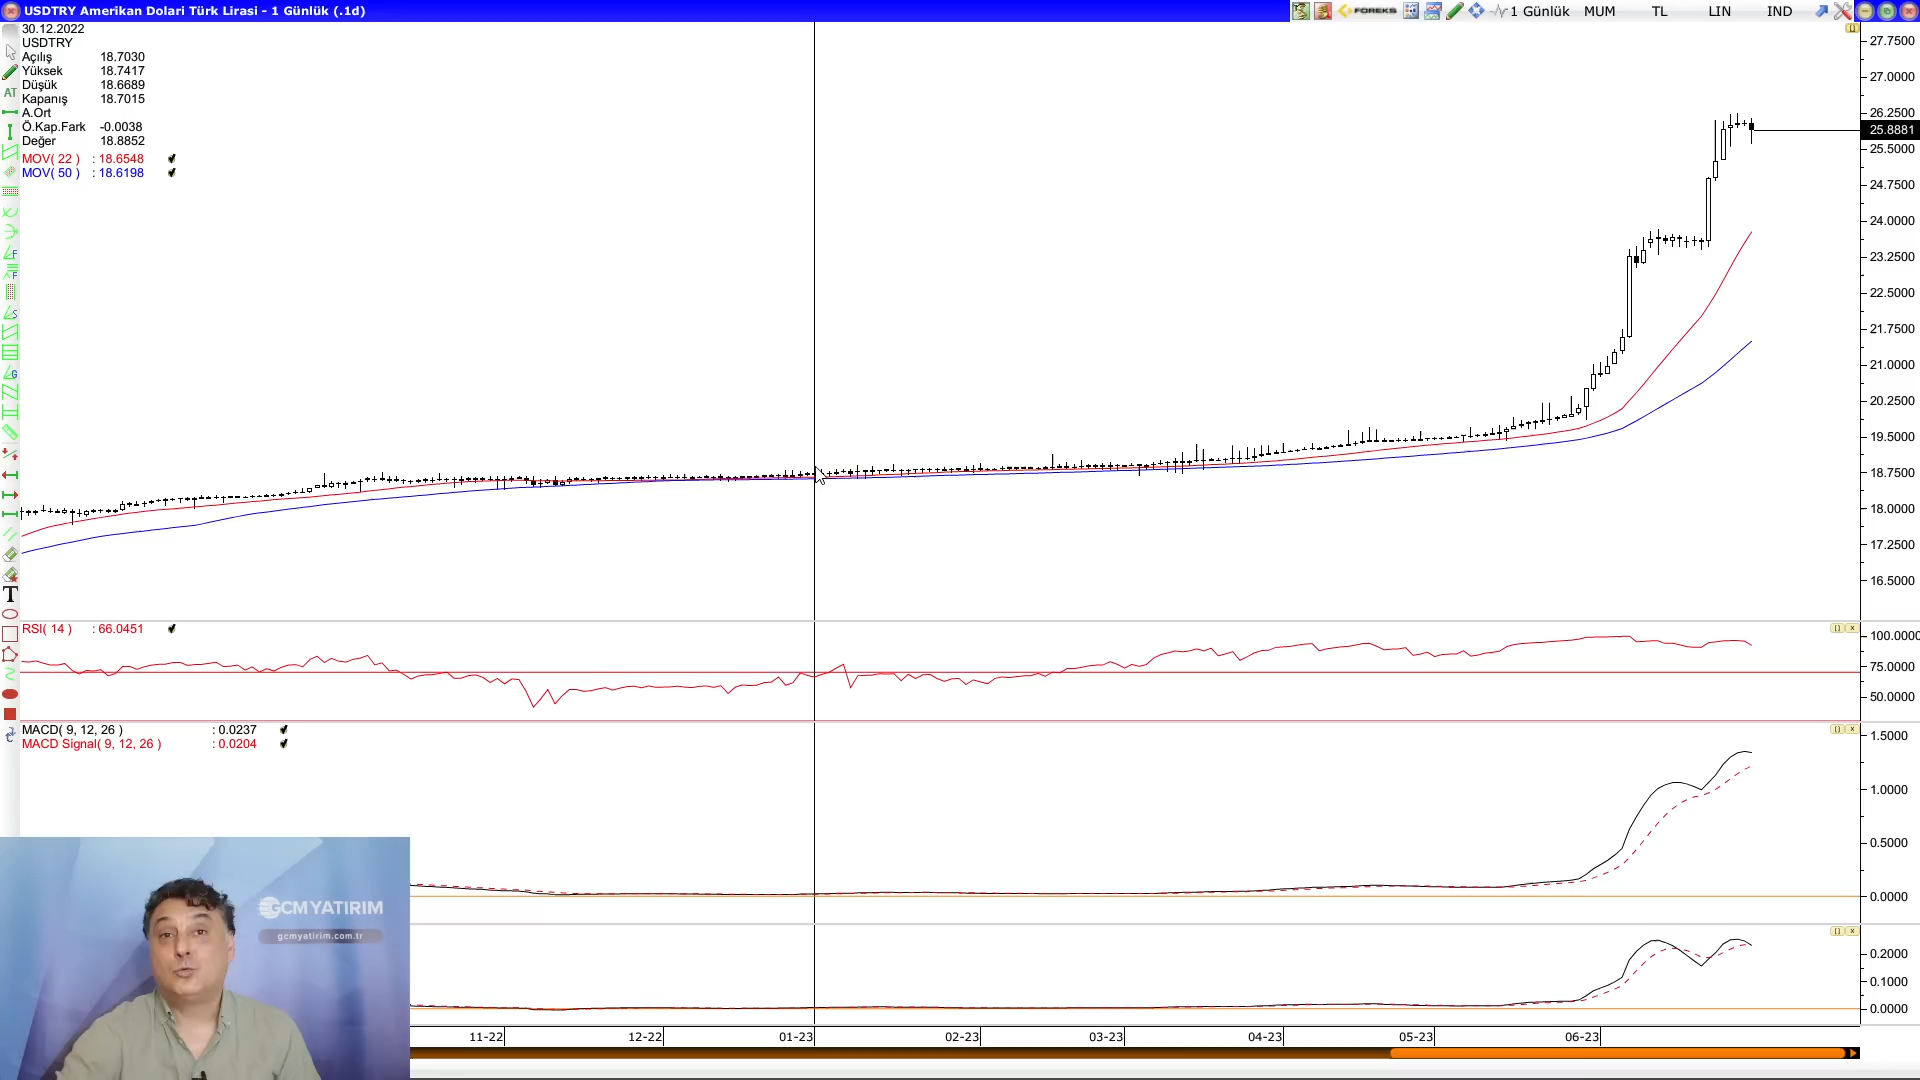 USDTRY Amerikan Dolari Türk Lirasi - 1 Günlük (.1d)
FOREKS 1 Günlük MUM TL LIN IND
30.12.2022
USDTRY
Açılış 18.7030
Yüksek 18.7417
Düşük 18.6689
Kapanış 18.7015
A.Ort
Ö.Kap.Fark -0.0038
Değer 18.8852
MOV( 22 ) : 18.6548
MOV( 50 ) : 18.6198
AT
F
F
S
G
T
27.7500
27.0000
26.2500
25.8881
25.5000
24.7500
24.0000
23.2500
22.5000
21.7500
21.0000
20.2500
19.5000
18.7500
18.0000
17.2500
16.5000
RSI( 14 ) : 66.0451
100.0000
75.0000
50.0000
MACD( 9, 12, 26 ) : 0.0237
MACD Signal( 9, 12, 26 ) : 0.0204
1.5000
1.0000
0.5000
0.0000
0.2000
0.1000
0.0000
GCM YATIRIM
gcmyatirim.com.tr
11-22 12-22 01-23 02-23 03-23 04-23 05-23 06-23